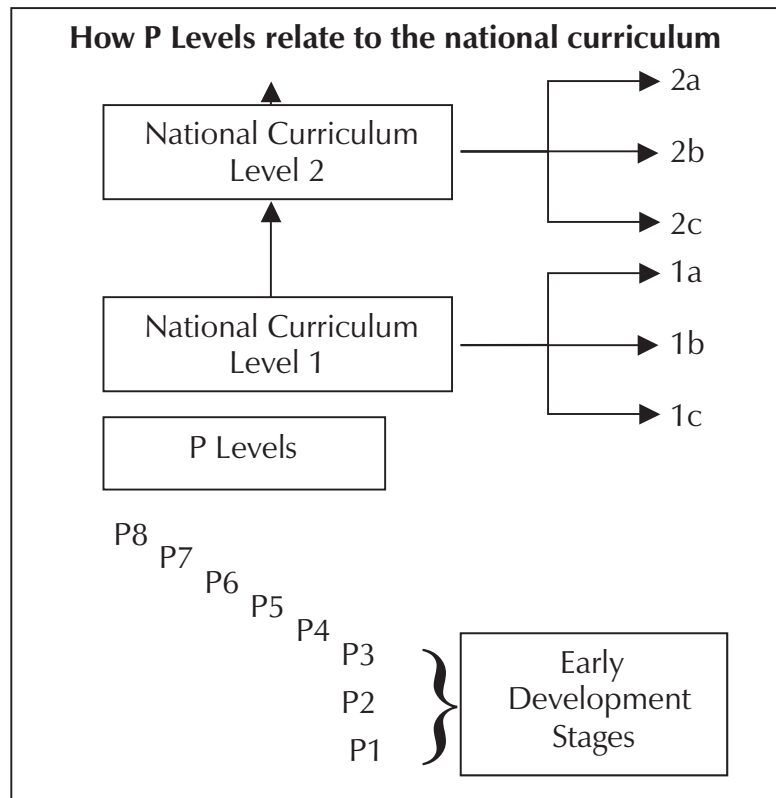 How P Levels relate to the national curriculum
National Curriculum
Level 2
2a
2b
2c
National Curriculum
Level 1
1a
1b
1c
P Levels
P8
P7
P6
P5
P4
P3
P2
P1
Early
Development
Stages